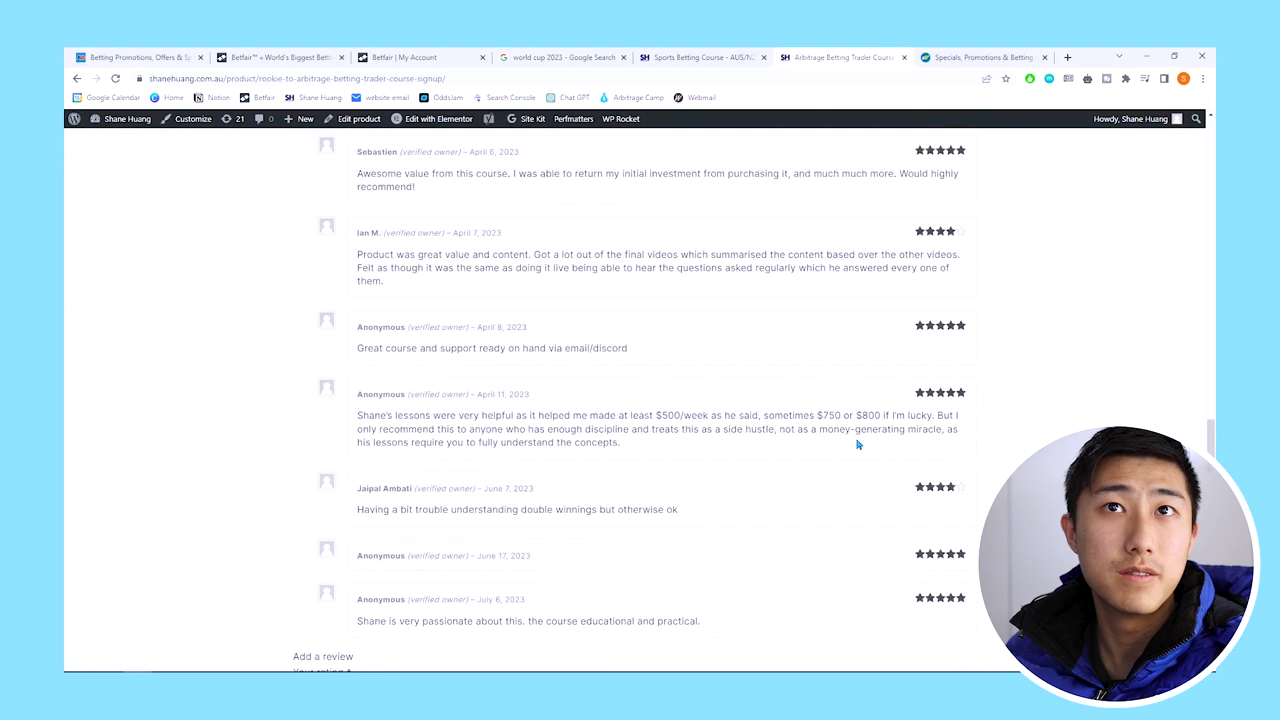 Betting Promotions, Offers & Sp
Betfair™ » World's Biggest Betti
Betfair | My Account
world cup 2023 - Google Search
Sports Betting Course - AUS/NZ
Arbitrage Betting Trader Course
Specials, Promotions & Betting
shanehuang.com.au/product/rookie-to-arbitrage-betting-trader-course-signup/
S
Google Calendar
Home
Notion
Betfair
SH Shane Huang
website email
OddsJam
Search Console
Chat GPT
Arbitrage Camp
Webmail
Shane Huang
Customize
21
0
New
Edit product
Edit with Elementor
Site Kit
Perfmatters
WP Rocket
Howdy, Shane Huang
Sebastien (verified owner) – April 6, 2023
Awesome value from this course. I was able to return my initial investment from purchasing it, and much much more. Would highly
recommend!
Ian M. (verified owner) – April 7, 2023
Product was great value and content. Got a lot out of the final videos which summarised the content based over the other videos.
Felt as though it was the same as doing it live being able to hear the questions asked regularly which he answered every one of
them.
Anonymous (verified owner) – April 8, 2023
Great course and support ready on hand via email/discord
Anonymous (verified owner) – April 11, 2023
Shane's lessons were very helpful as it helped me made at least $500/week as he said, sometimes $750 or $800 if I'm lucky. But I
only recommend this to anyone who has enough discipline and treats this as a side hustle, not as a money-generating miracle, as
his lessons require you to fully understand the concepts.
Jaipal Ambati (verified owner) – June 7, 2023
Having a bit trouble understanding double winnings but otherwise ok
Anonymous (verified owner) – June 17, 2023
Anonymous (verified owner) – July 6, 2023
Shane is very passionate about this. the course educational and practical.
Add a review
Your rating *